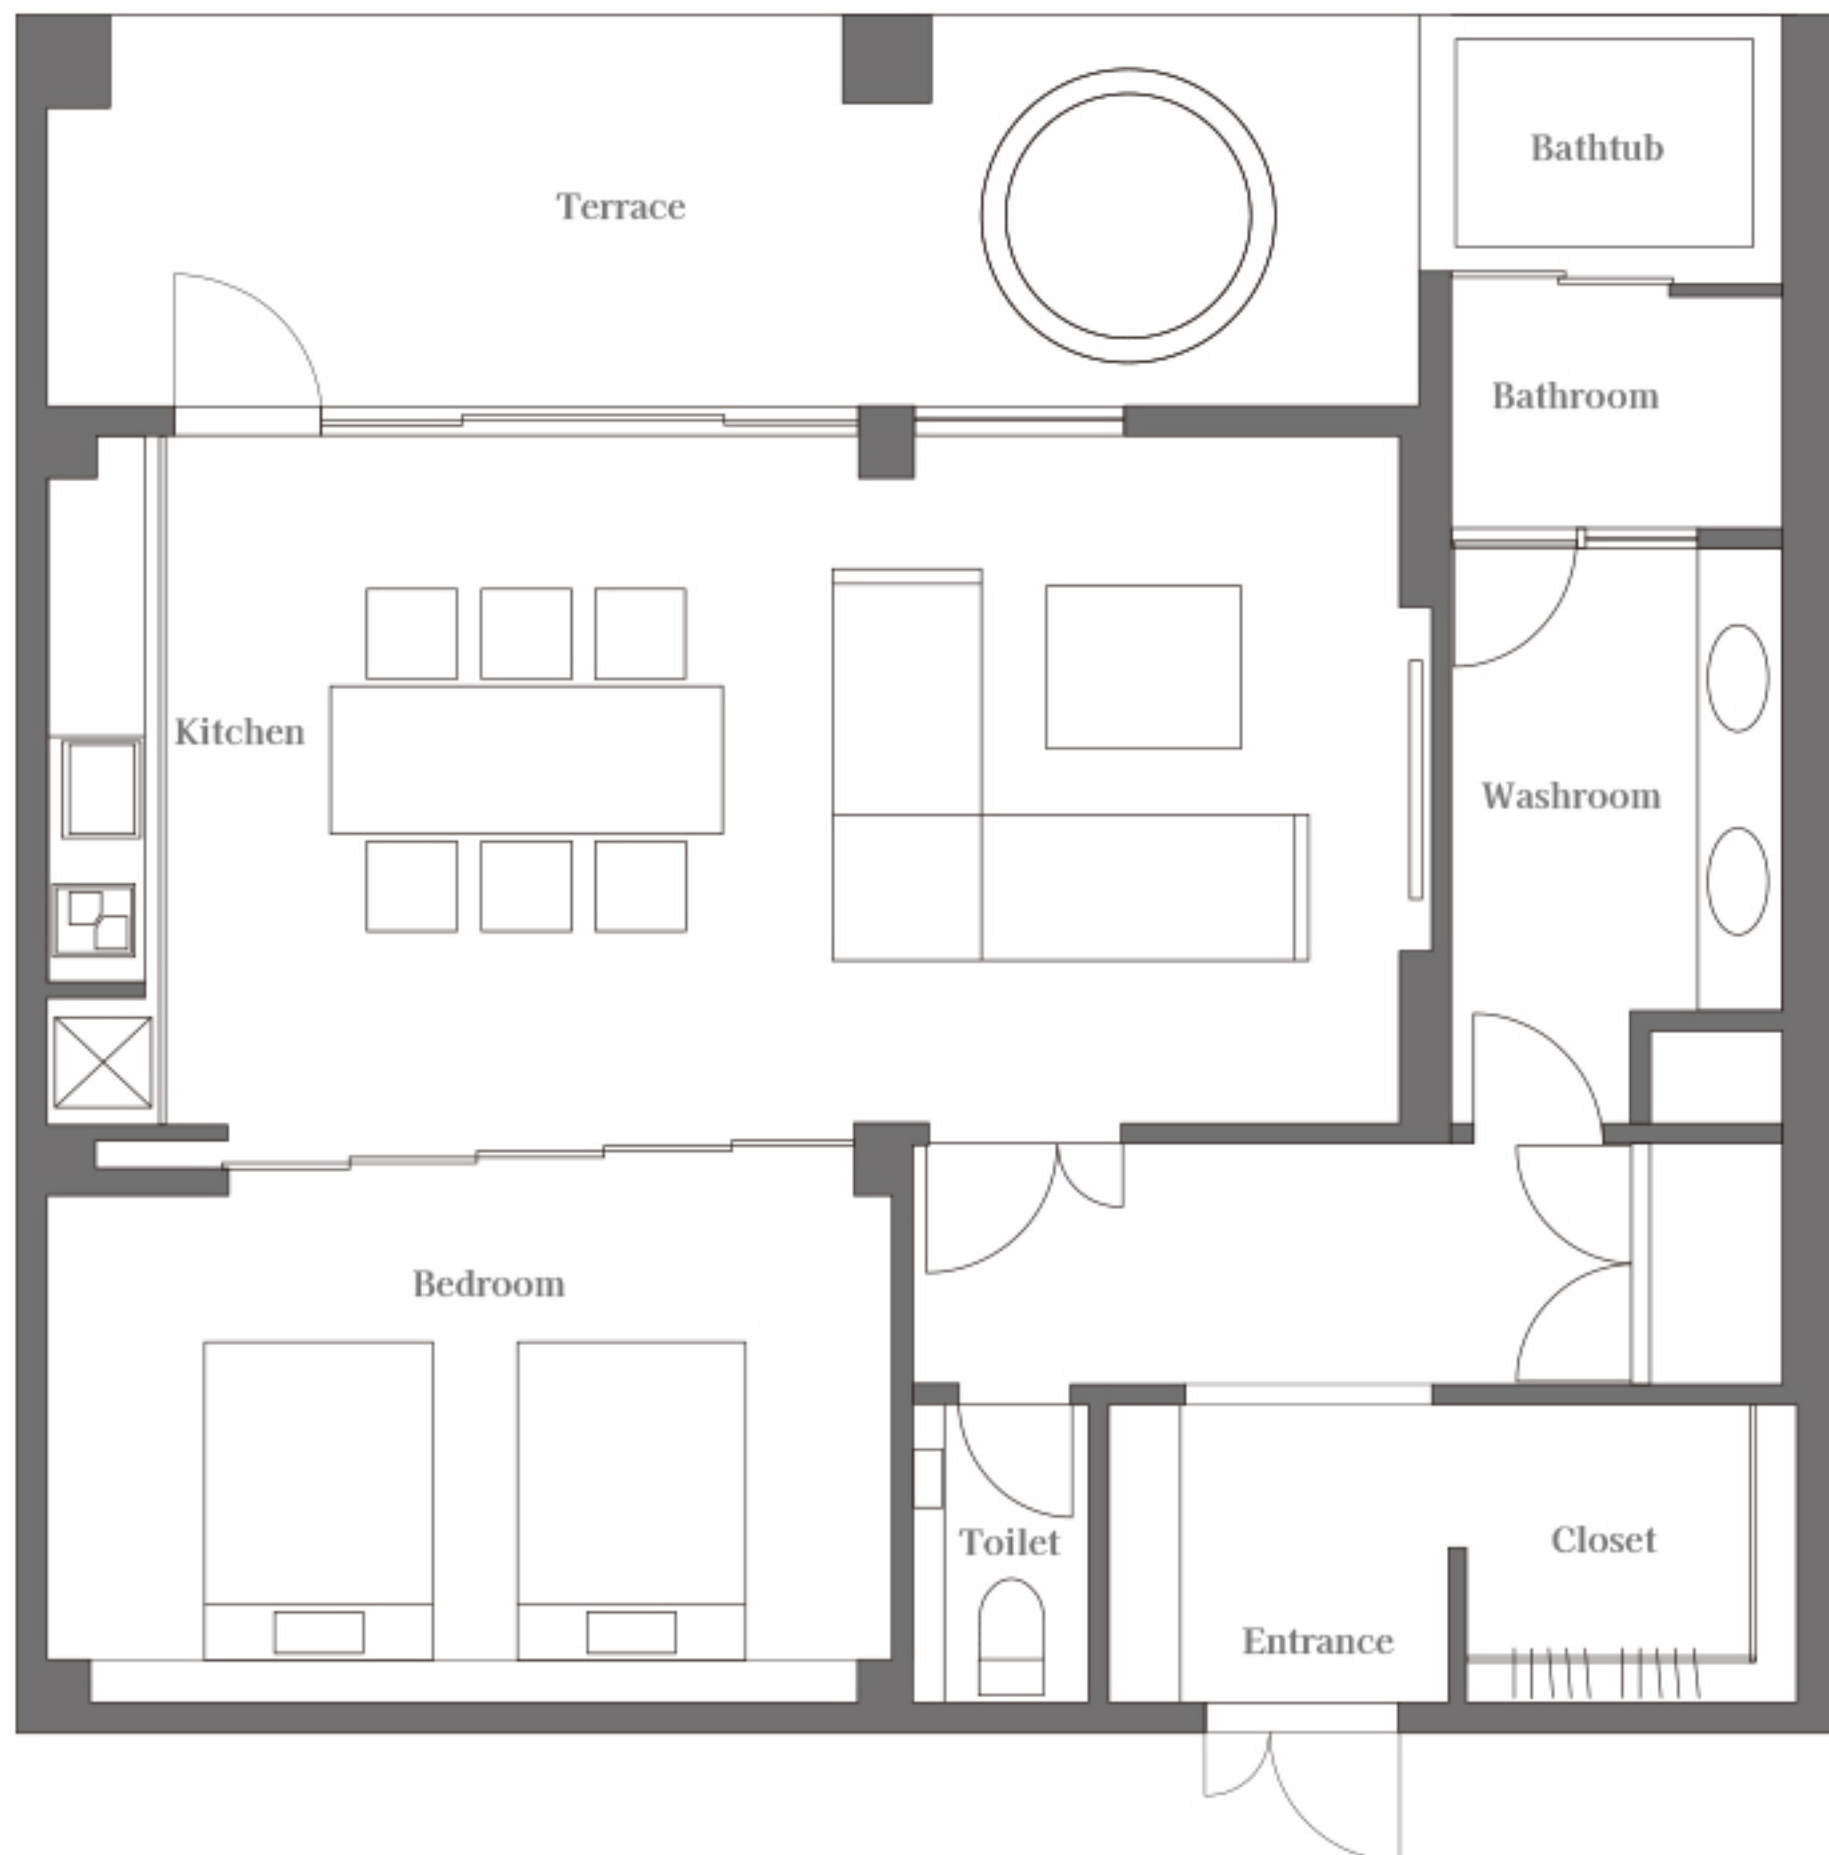 Bathtub
Terrace
Bathroom
Kitchen
Washroom
Bedroom
Toilet
Closet
Entrance